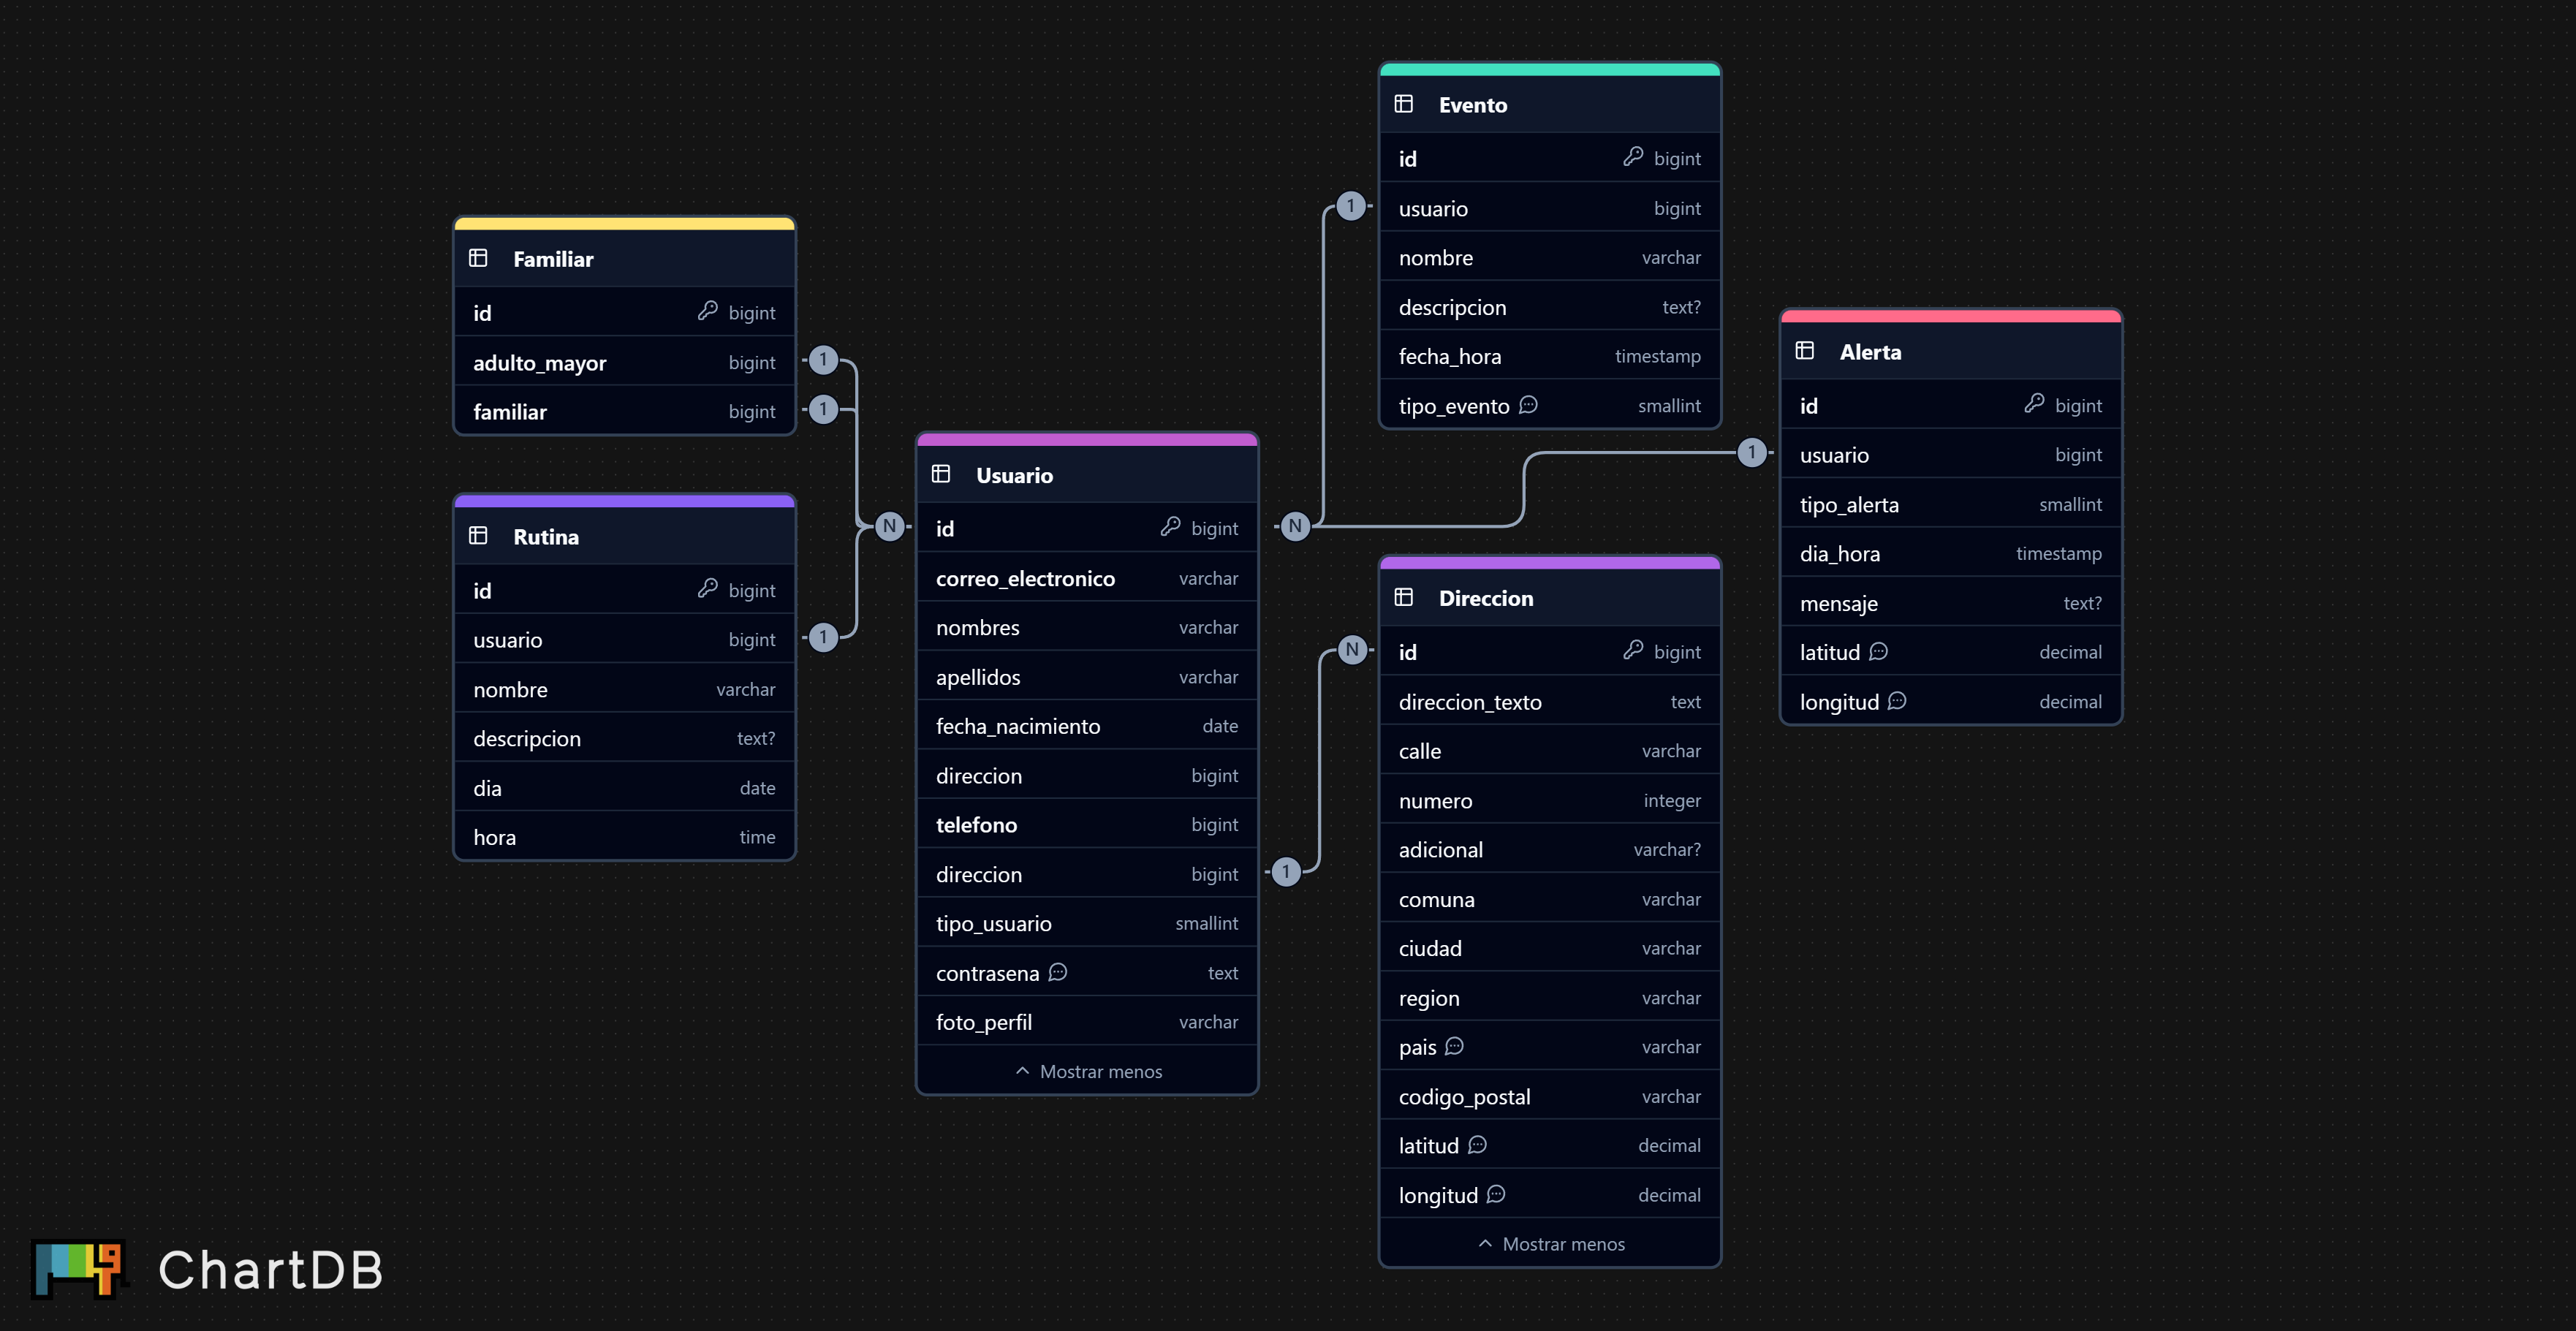 Familiar
id bigint
adulto_mayor bigint
familiar bigint
1
1
Rutina
id bigint
usuario bigint
nombre varchar
descripcion text?
dia date
hora time
1
N
Usuario
id bigint
correo_electronico varchar
nombres varchar
apellidos varchar
fecha_nacimiento date
direccion bigint
telefono bigint
direccion bigint
tipo_usuario smallint
contrasena text
foto_perfil varchar
Mostrar menos
N
1
Evento
id bigint
usuario bigint
nombre varchar
descripcion text?
fecha_hora timestamp
tipo_evento smallint
1
Direccion
id bigint
direccion_texto text
calle varchar
numero integer
adicional varchar?
comuna varchar
ciudad varchar
region varchar
pais varchar
codigo_postal varchar
latitud decimal
longitud decimal
Mostrar menos
N
1
Alerta
id bigint
usuario bigint
tipo_alerta smallint
dia_hora timestamp
mensaje text?
latitud decimal
longitud decimal
ChartDB